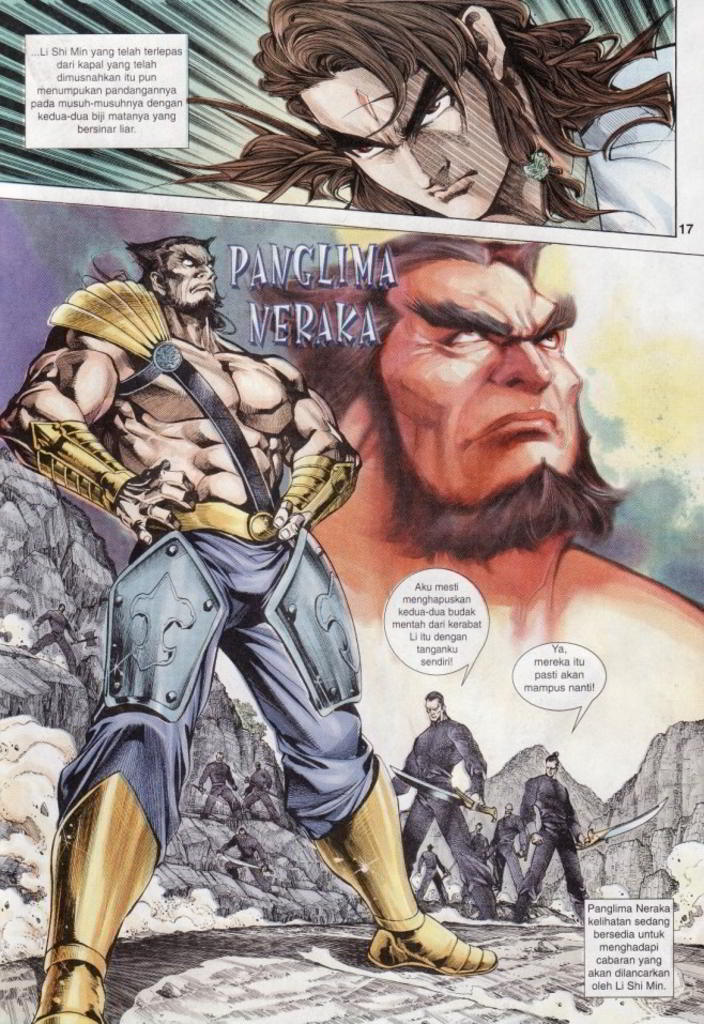 ...Li Shi Min yang telah terlepas
dari kapal yang telah
dimusnahkan itu pun
menumpukan pandangannya
pada musuh-musuhnya dengan
kedua-dua biji matanya yang
bersinar liar.
17
PANGLIMA
NERAKA
Aku mesti
menghapuskan
kedua-dua budak
mentah dari kerabat
Li itu dengan
tanganku
sendiri!
Ya,
mereka itu
pasti akan
mampus nanti!
Panglima Neraka
kelihatan sedang
bersedia untuk
menghadapi
cabaran yang
akan dilancarkan
oleh Li Shi Min.